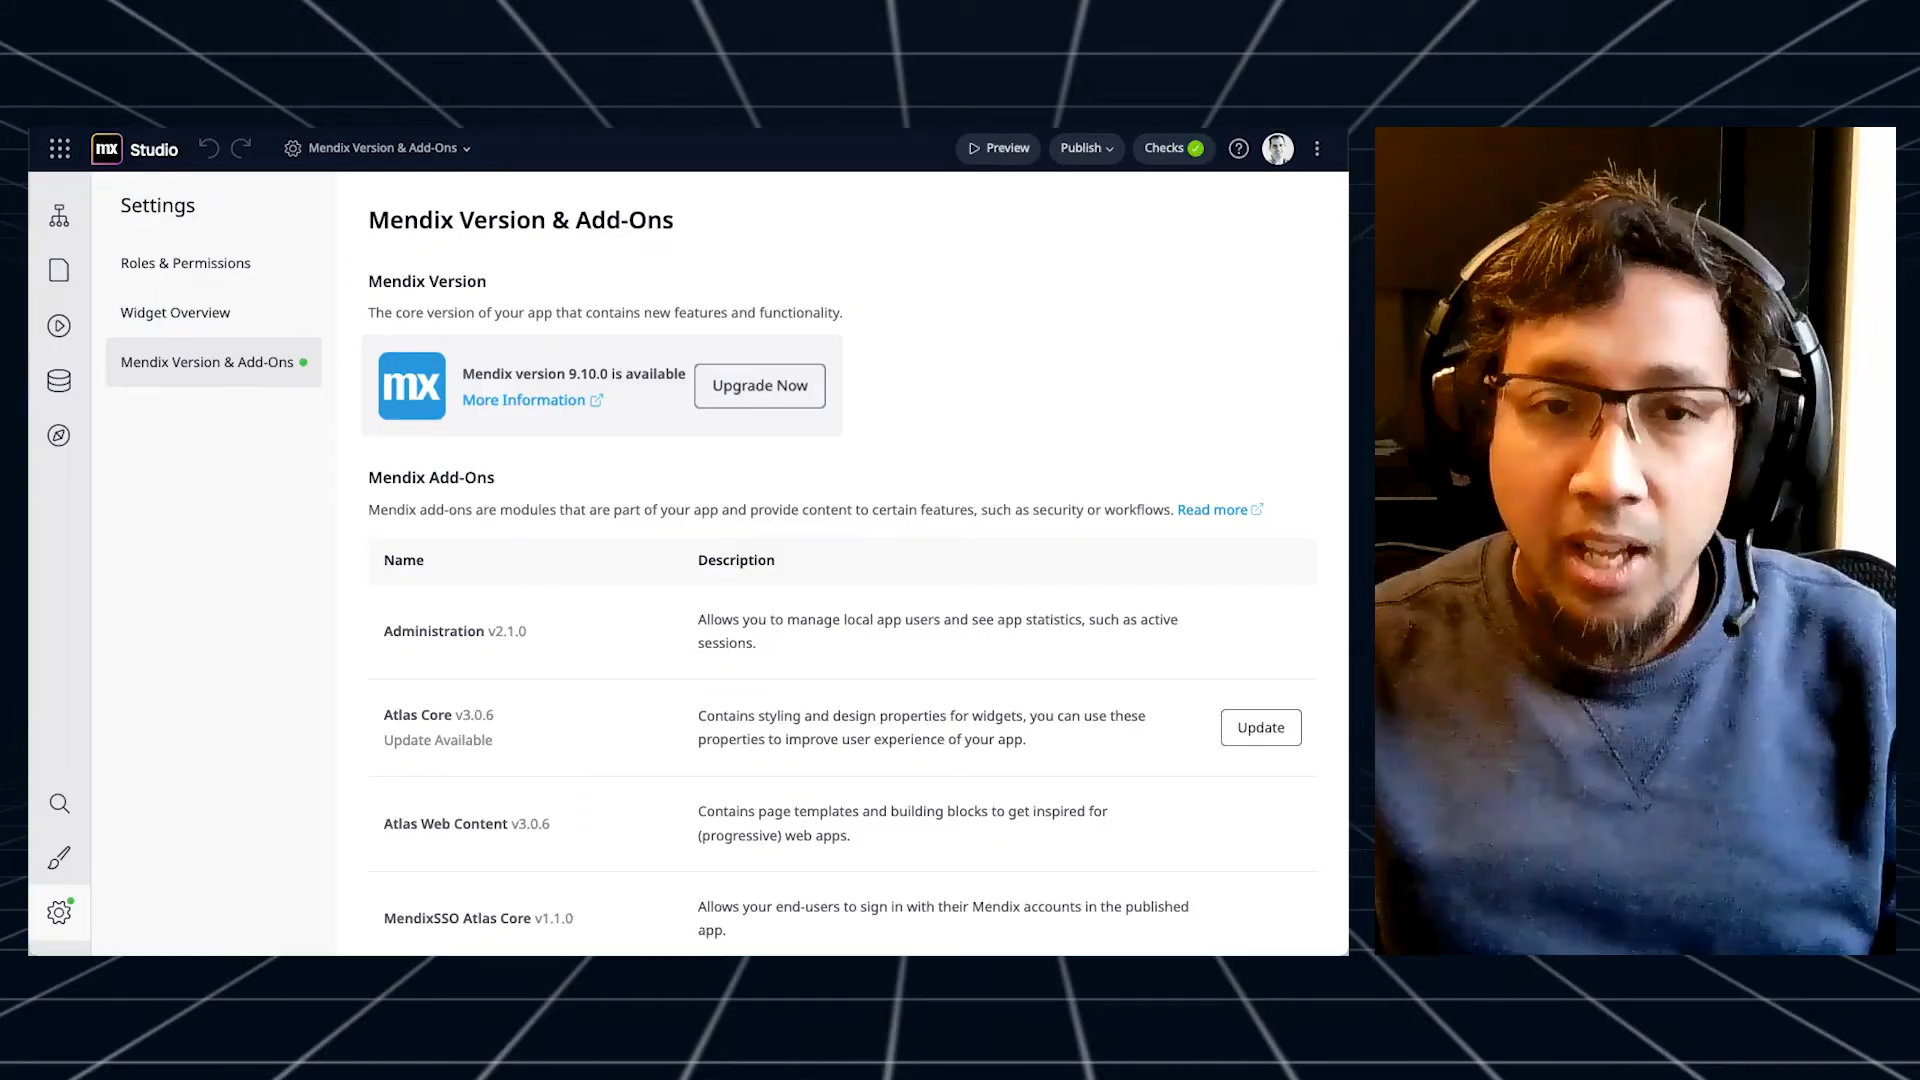 mx Studio
Mendix Version & Add-Ons
Preview
Publish
Checks
Settings
Roles & Permissions
Widget Overview
Mendix Version & Add-Ons
Mendix Version & Add-Ons
Mendix Version
The core version of your app that contains new features and functionality.
mx
Mendix version 9.10.0 is available
More Information
Upgrade Now
Mendix Add-Ons
Mendix add-ons are modules that are part of your app and provide content to certain features, such as security or workflows. Read more
Name Description
Administration v2.1.0
Allows you to manage local app users and see app statistics, such as active
sessions.
Atlas Core v3.0.6
Update Available
Contains styling and design properties for widgets, you can use these
properties to improve user experience of your app.
Update
Atlas Web Content v3.0.6
Contains page templates and building blocks to get inspired for
(progressive) web apps.
MendixSSO Atlas Core v1.1.0
Allows your end-users to sign in with their Mendix accounts in the published
app.